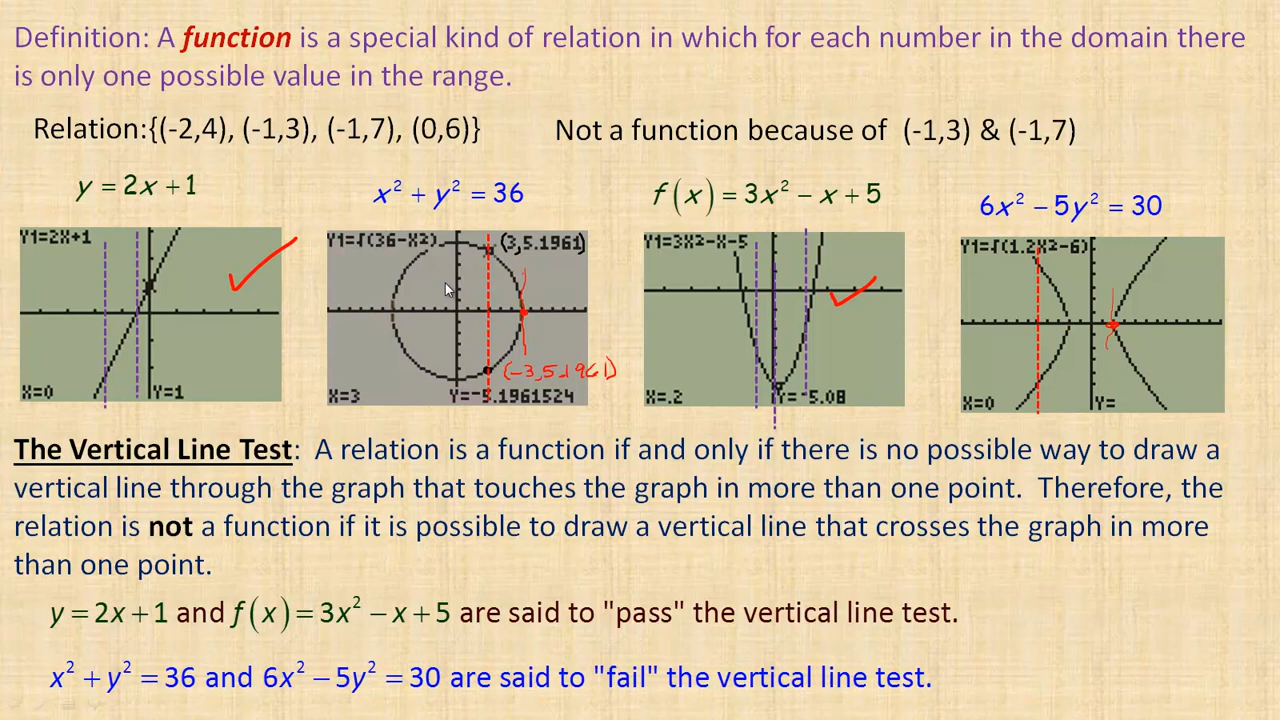 Definition: A function is a special kind of relation in which for each number in the domain there
is only one possible value in the range.
Relation:{(-2,4), (-1,3), (-1,7), (0,6)}
Not a function because of (-1,3) & (-1,7)
y = 2x + 1
x² + y² = 36
f(x) = 3x² − x + 5
6x² − 5y² = 30
Y1=2X+1
X=0 Y=1
Y1=√(36-X²)
(3,5.1961)
(-3,5.1961)
X=3 Y=-5.1961524
Y1=3X²-X-5
X=.2 Y=-5.08
Y1=√(1.2X²-6)
X=0 Y=
The Vertical Line Test: A relation is a function if and only if there is no possible way to draw a
vertical line through the graph that touches the graph in more than one point. Therefore, the
relation is not a function if it is possible to draw a vertical line that crosses the graph in more
than one point.
y = 2x + 1 and f(x) = 3x² − x + 5 are said to "pass" the vertical line test.
x² + y² = 36 and 6x² − 5y² = 30 are said to "fail" the vertical line test.